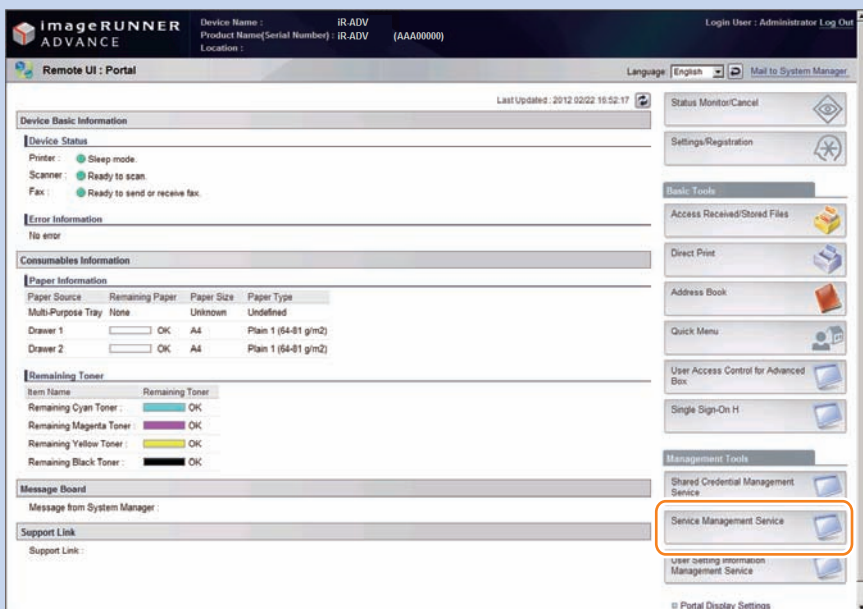 imageRUNNER
ADVANCE
Device Name : iR-ADV
Product Name(Serial Number) : iR-ADV (AAA00000)
Location :
Login User : Administrator Log Out
Remote UI : Portal
Language: English Mail to System Manager
Last Updated : 2012 02/22 16:52:17
Device Basic Information
Device Status
Printer : Sleep mode.
Scanner : Ready to scan.
Fax : Ready to send or receive fax.
Error Information
No error
Consumables Information
Paper Information
Paper Source Remaining Paper Paper Size Paper Type
Multi-Purpose Tray None Unknown Undefined
Drawer 1 OK A4 Plain 1 (64-81 g/m2)
Drawer 2 OK A4 Plain 1 (64-81 g/m2)
Remaining Toner
Item Name Remaining Toner
Remaining Cyan Toner : OK
Remaining Magenta Toner : OK
Remaining Yellow Toner : OK
Remaining Black Toner : OK
Message Board
Message from System Manager :
Support Link
Support Link :
Status Monitor/Cancel
Settings/Registration
Basic Tools
Access Received/Stored Files
Direct Print
Address Book
Quick Menu
User Access Control for Advanced
Box
Single Sign-On H
Management Tools
Shared Credential Management
Service
Service Management Service
User Setting Information
Management Service
Portal Display Settings